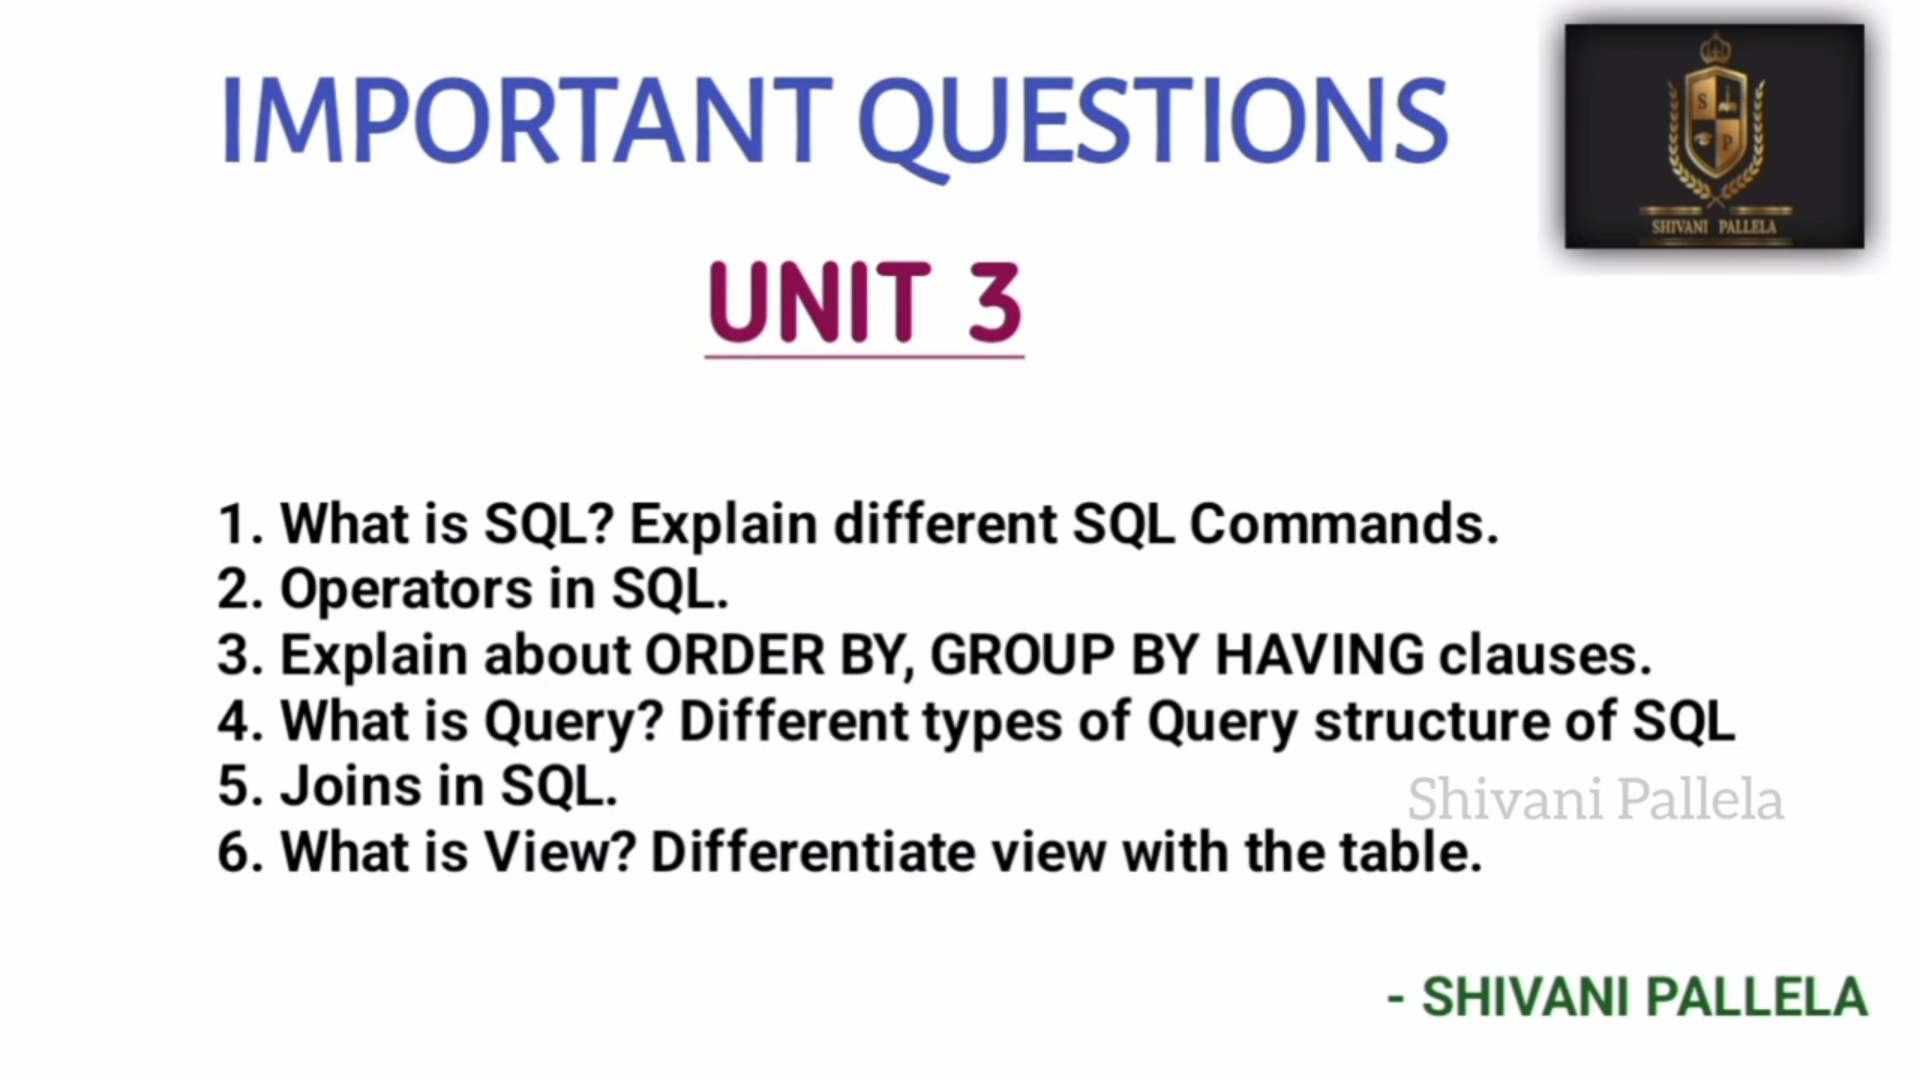 IMPORTANT QUESTIONS
S
P
SHIVANI PALLELA
UNIT 3
1. What is SQL? Explain different SQL Commands.
2. Operators in SQL.
3. Explain about ORDER BY, GROUP BY HAVING clauses.
4. What is Query? Different types of Query structure of SQL
5. Joins in SQL.
Shivani Pallela
6. What is View? Differentiate view with the table.
- SHIVANI PALLELA